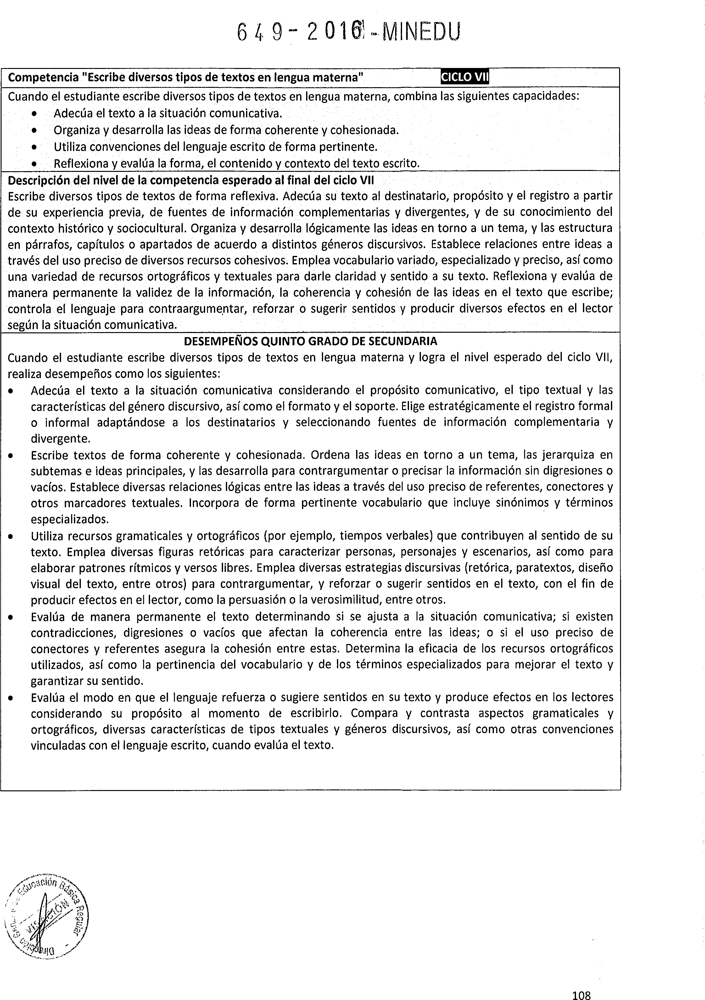 649-2016-MINEDU
Competencia "Escribe diversos tipos de textos en lengua materna" CICLO VII
Cuando el estudiante escribe diversos tipos de textos en lengua materna, combina las siguientes capacidades:
• Adecúa el texto a la situación comunicativa.
• Organiza y desarrolla las ideas de forma coherente y cohesionada.
• Utiliza convenciones del lenguaje escrito de forma pertinente.
• Reflexiona y evalúa la forma, el contenido y contexto del texto escrito.
Descripción del nivel de la competencia esperado al final del ciclo VII
Escribe diversos tipos de textos de forma reflexiva. Adecúa su texto al destinatario, propósito y el registro a partir
de su experiencia previa, de fuentes de información complementarias y divergentes, y de su conocimiento del
contexto histórico y sociocultural. Organiza y desarrolla lógicamente las ideas en torno a un tema, y las estructura
en párrafos, capítulos o apartados de acuerdo a distintos géneros discursivos. Establece relaciones entre ideas a
través del uso preciso de diversos recursos cohesivos. Emplea vocabulario variado, especializado y preciso, así como
una variedad de recursos ortográficos y textuales para darle claridad y sentido a su texto. Reflexiona y evalúa de
manera permanente la validez de la información, la coherencia y cohesión de las ideas en el texto que escribe;
controla el lenguaje para contraargumentar, reforzar o sugerir sentidos y producir diversos efectos en el lector
según la situación comunicativa.
DESEMPEÑOS QUINTO GRADO DE SECUNDARIA
Cuando el estudiante escribe diversos tipos de textos en lengua materna y logra el nivel esperado del ciclo VII,
realiza desempeños como los siguientes:
• Adecúa el texto a la situación comunicativa considerando el propósito comunicativo, el tipo textual y las
características del género discursivo, así como el formato y el soporte. Elige estratégicamente el registro formal
o informal adaptándose a los destinatarios y seleccionando fuentes de información complementaria y
divergente.
• Escribe textos de forma coherente y cohesionada. Ordena las ideas en torno a un tema, las jerarquiza en
subtemas e ideas principales, y las desarrolla para contrargumentar o precisar la información sin digresiones o
vacíos. Establece diversas relaciones lógicas entre las ideas a través del uso preciso de referentes, conectores y
otros marcadores textuales. Incorpora de forma pertinente vocabulario que incluye sinónimos y términos
especializados.
• Utiliza recursos gramaticales y ortográficos (por ejemplo, tiempos verbales) que contribuyen al sentido de su
texto. Emplea diversas figuras retóricas para caracterizar personas, personajes y escenarios, así como para
elaborar patrones rítmicos y versos libres. Emplea diversas estrategias discursivas (retórica, paratextos, diseño
visual del texto, entre otros) para contrargumentar, y reforzar o sugerir sentidos en el texto, con el fin de
producir efectos en el lector, como la persuasión o la verosimilitud, entre otros.
• Evalúa de manera permanente el texto determinando si se ajusta a la situación comunicativa; si existen
contradicciones, digresiones o vacíos que afectan la coherencia entre las ideas; o si el uso preciso de
conectores y referentes asegura la cohesión entre estas. Determina la eficacia de los recursos ortográficos
utilizados, así como la pertinencia del vocabulario y de los términos especializados para mejorar el texto y
garantizar su sentido.
• Evalúa el modo en que el lenguaje refuerza o sugiere sentidos en su texto y produce efectos en los lectores
considerando su propósito al momento de escribirlo. Compara y contrasta aspectos gramaticales y
ortográficos, diversas características de tipos textuales y géneros discursivos, así como otras convenciones
vinculadas con el lenguaje escrito, cuando evalúa el texto.
Educación Básica Regular
108